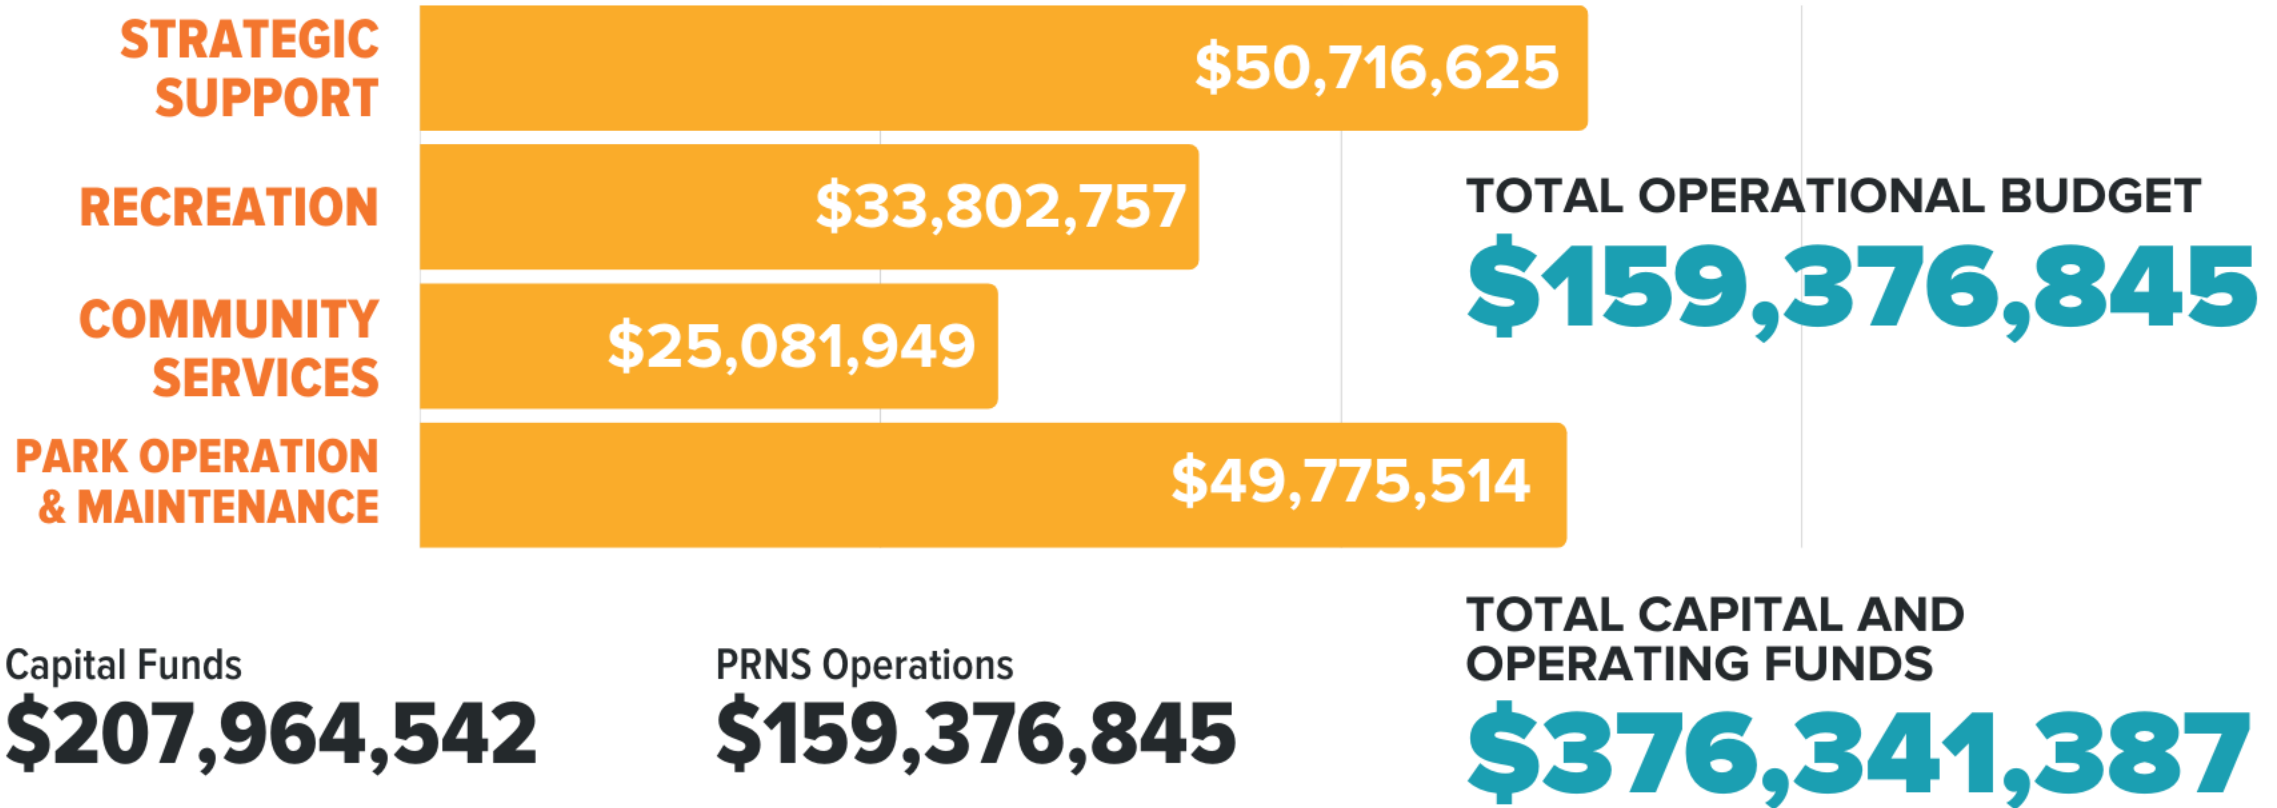 STRATEGIC
SUPPORT
$50,716,625
RECREATION
$33,802,757
COMMUNITY
SERVICES
$25,081,949
PARK OPERATION
& MAINTENANCE
$49,775,514
TOTAL OPERATIONAL BUDGET
$159,376,845
Capital Funds
$207,964,542
PRNS Operations
$159,376,845
TOTAL CAPITAL AND
OPERATING FUNDS
$376,341,387